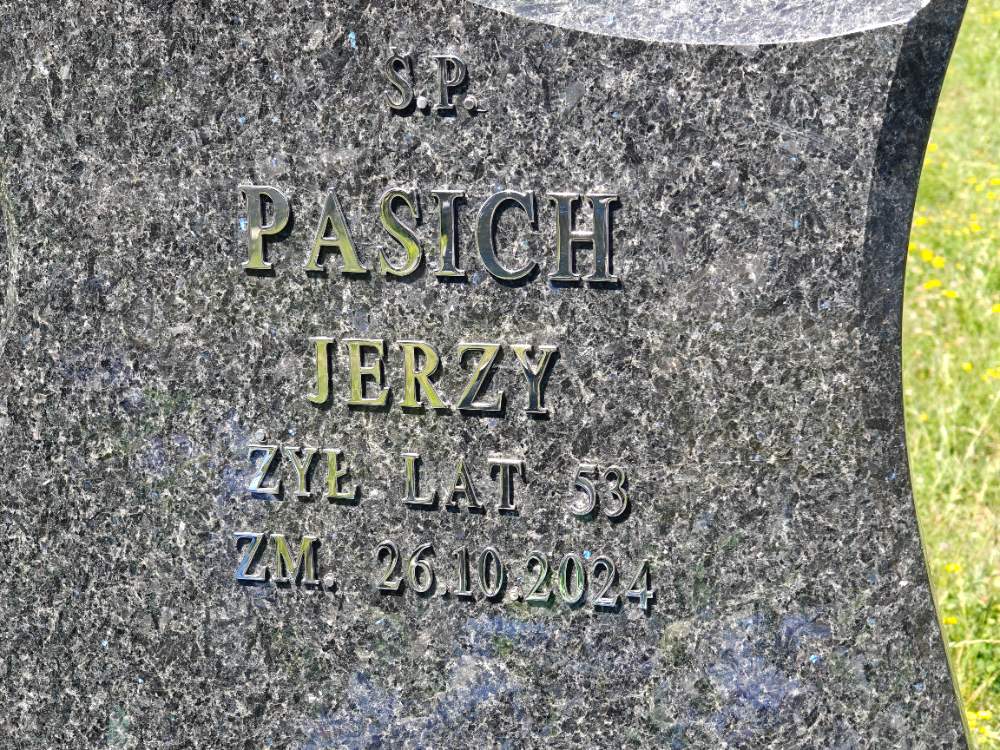 S.P.
PASICH
JERZY
ŻYŁ LAT 53
ZM. 26.10.2024